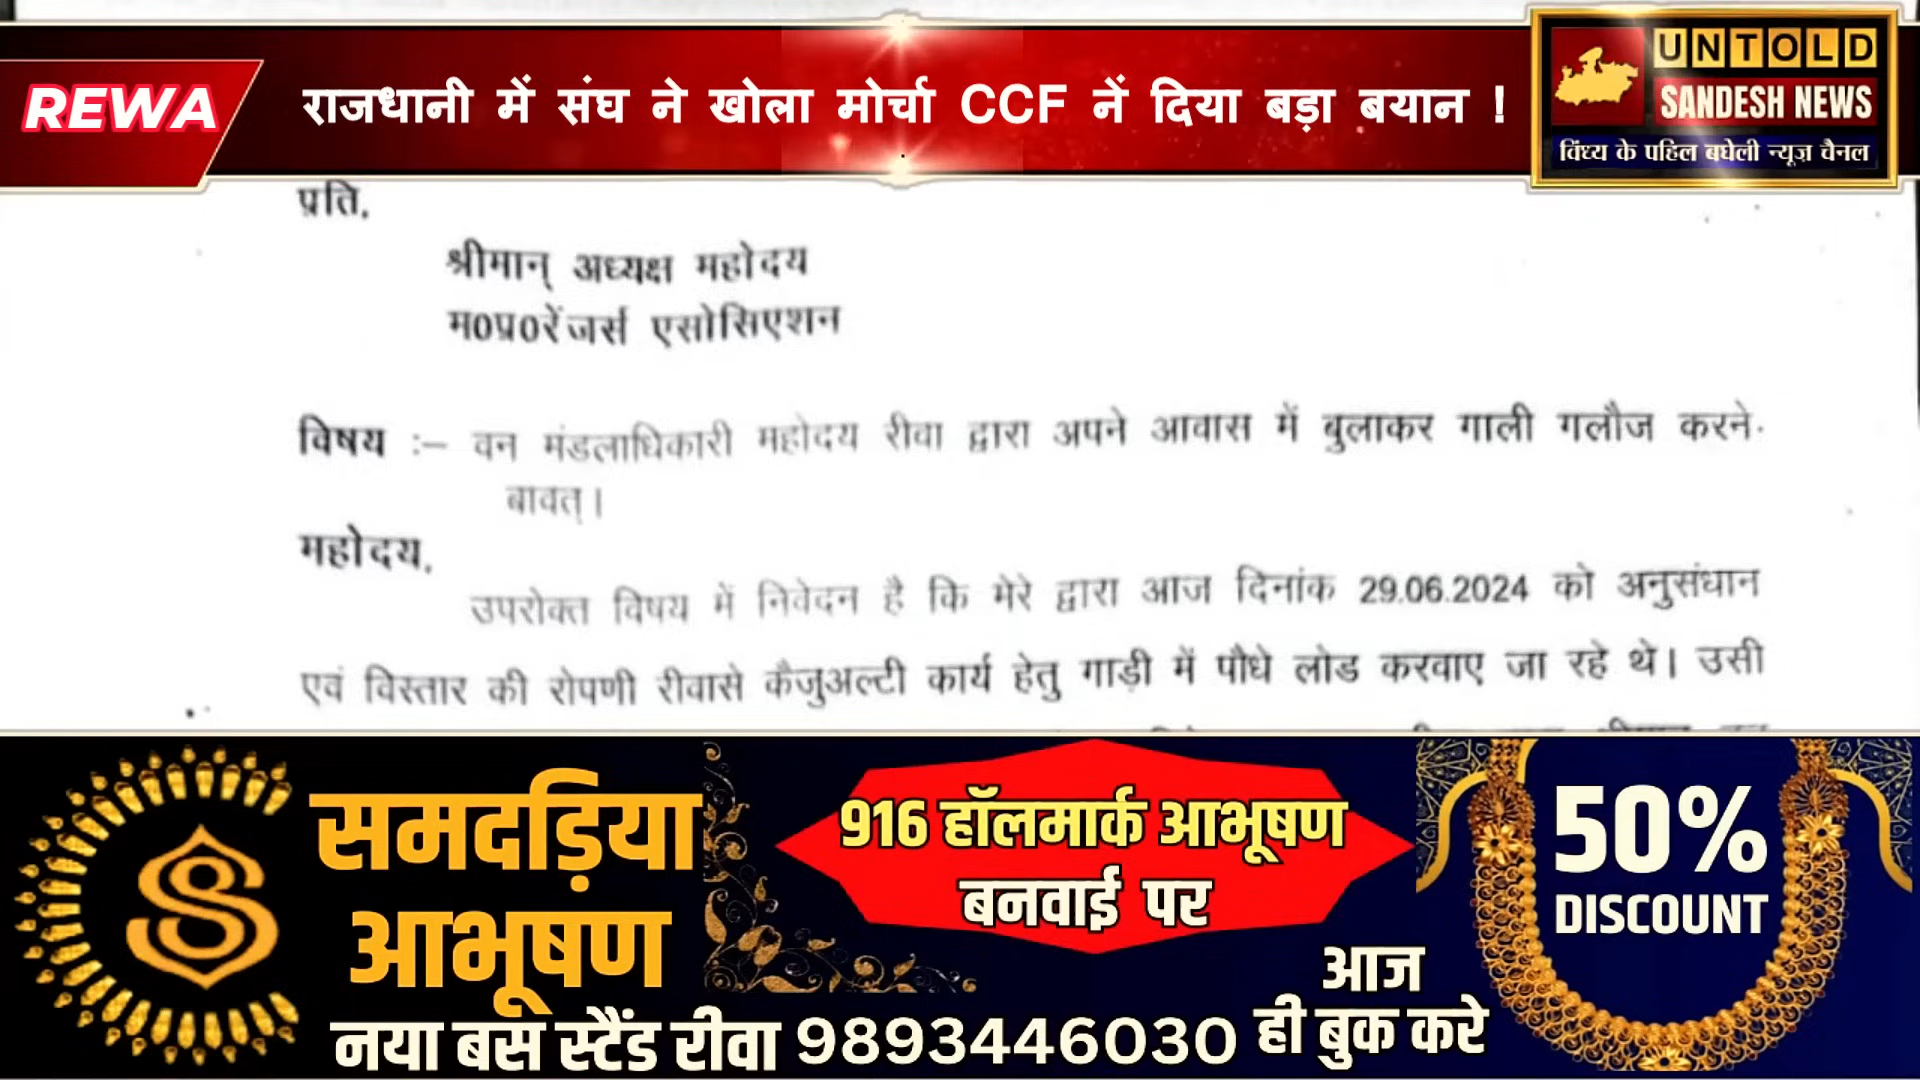 REWA
राजधानी में संघ ने खोला मोर्चा CCF नें दिया बड़ा बयान !
UNTOLD
SANDESH NEWS
विंध्य के पहिल बघेली न्यूज़ चैनल
प्रति,
श्रीमान् अध्यक्ष महोदय
म0प्र0रेंजर्स एसोसिएशन
विषय :– वन मंडलाधिकारी महोदय रीवा द्वारा अपने आवास में बुलाकर गाली गलौज करने
बावत्।
महोदय,
उपरोक्त विषय में निवेदन है कि मेरे द्वारा आज दिनांक 29.06.2024 को अनुसंधान
एवं विस्तार की रोपणी रीवासे कैजुअल्टी कार्य हेतु गाड़ी में पौधे लोड करवाए जा रहे थे। उसी
समदड़िया
आभूषण
916 हॉलमार्क आभूषण
बनवाई पर
50%
DISCOUNT
आज
ही बुक करे
नया बस स्टैंड रीवा 9893446030